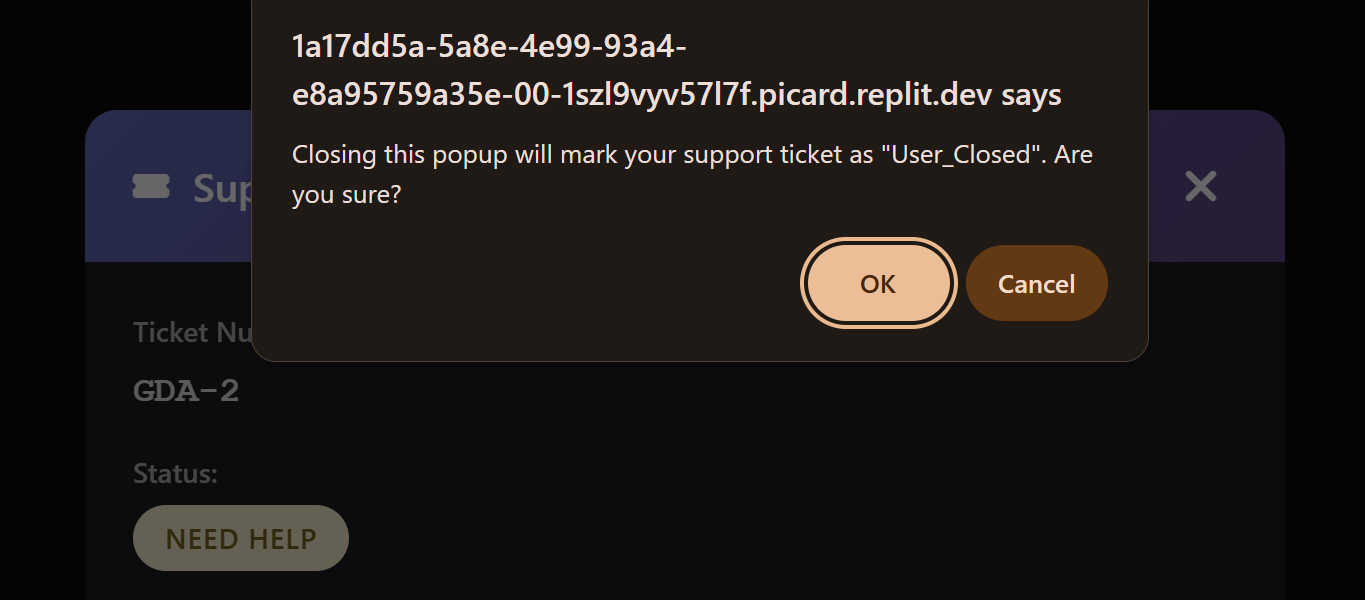 1a17dd5a-5a8e-4e99-93a4-
e8a95759a35e-00-1szl9vyv57l7f.picard.replit.dev says
Closing this popup will mark your support ticket as "User_Closed". Are
you sure?
OK
Cancel
Sup
Ticket Nu
GDA-2
Status:
NEED HELP